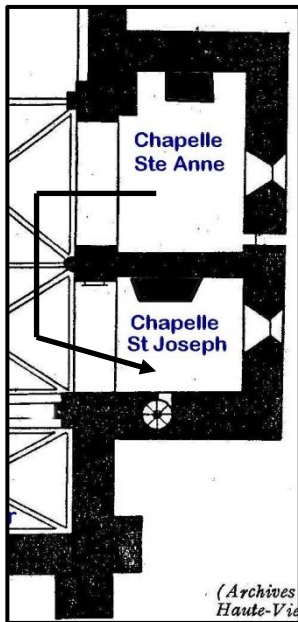 Chapelle
Ste Anne
Chapelle
St Joseph
r
(Archives
Haute-Vie